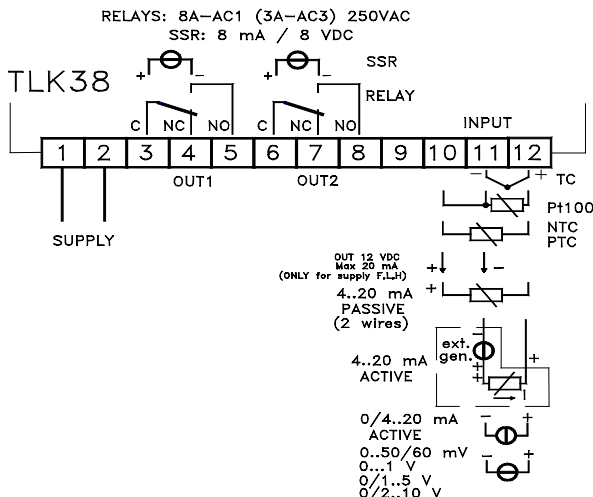 RELAYS: 8A-AC1 (3A-AC3) 250VAC
SSR: 8 mA / 8 VDC
+ - + - SSR
TLK38
RELAY
C NC NO C NC NO INPUT
1 2 3 4 5 6 7 8 9 10 11 12
OUT1 OUT2
- + TC
SUPPLY
Pt100
NTC
PTC
OUT 12 VDC
Max 20 mA
(ONLY for supply F,L,H)
+ -
4..20 mA +
PASSIVE
(2 wires)
-
ext.
gen.
+
+
+
4..20 mA
ACTIVE
0/4..20 mA - +
ACTIVE
0..50/60 mV - +
0...1 V
0/1..5 V
0/2..10 V